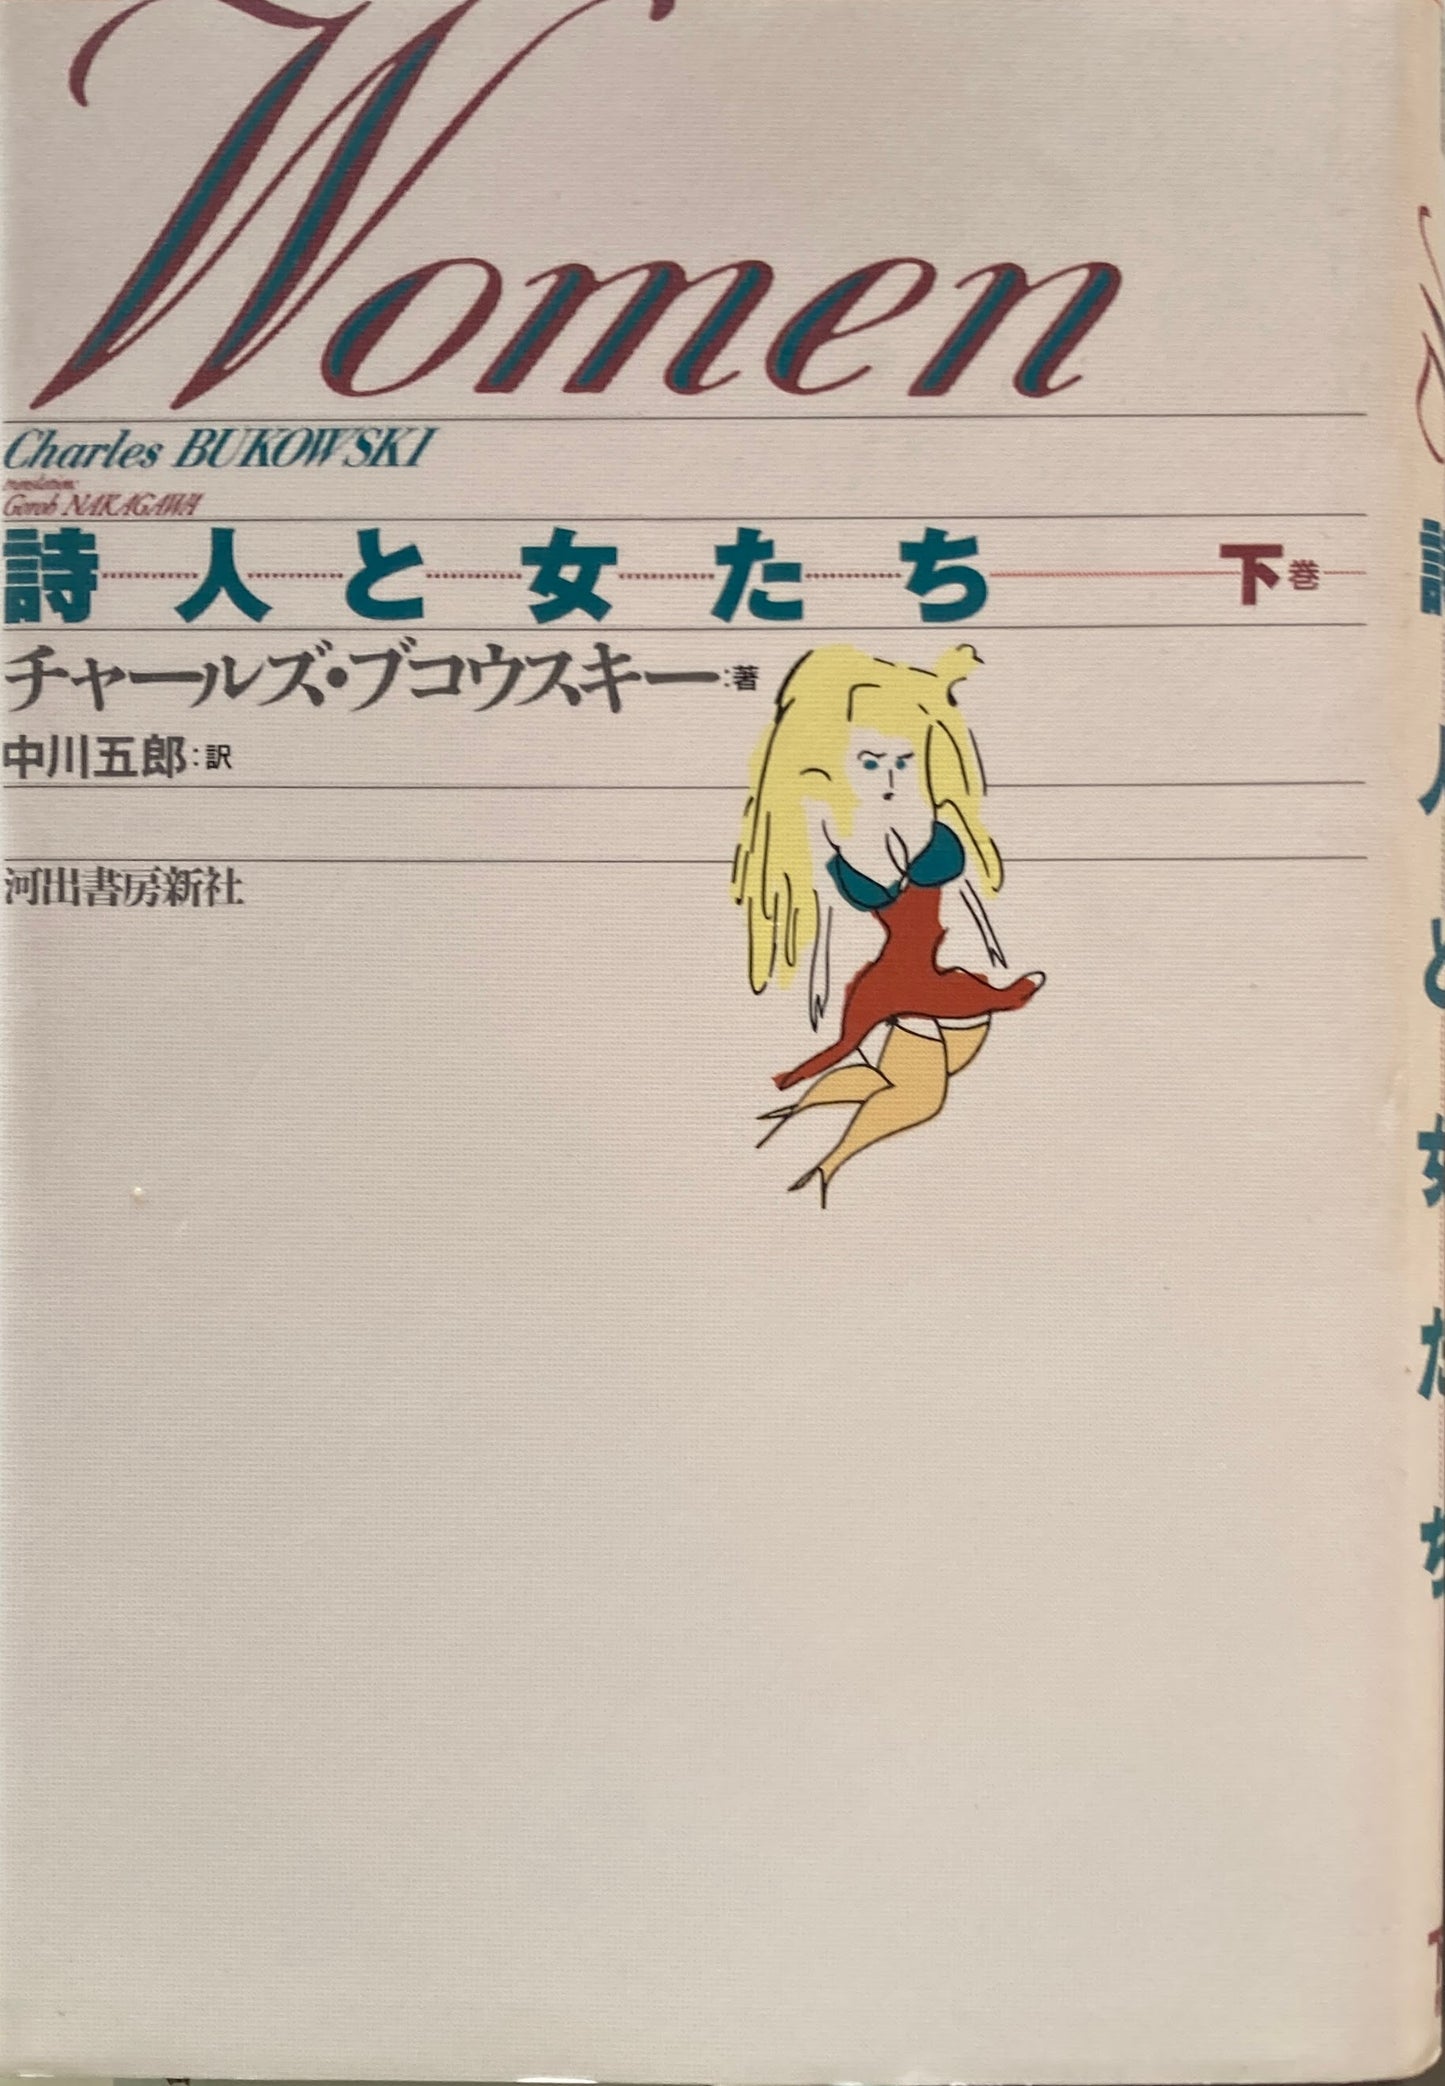 Women
Charles BUKOWSKI
translation:
Goroh NAKAGAWA
詩人と女たち 下巻
チャールズ・ブコウスキー:著
中川五郎:訳
河出書房新社
詩人と女たち